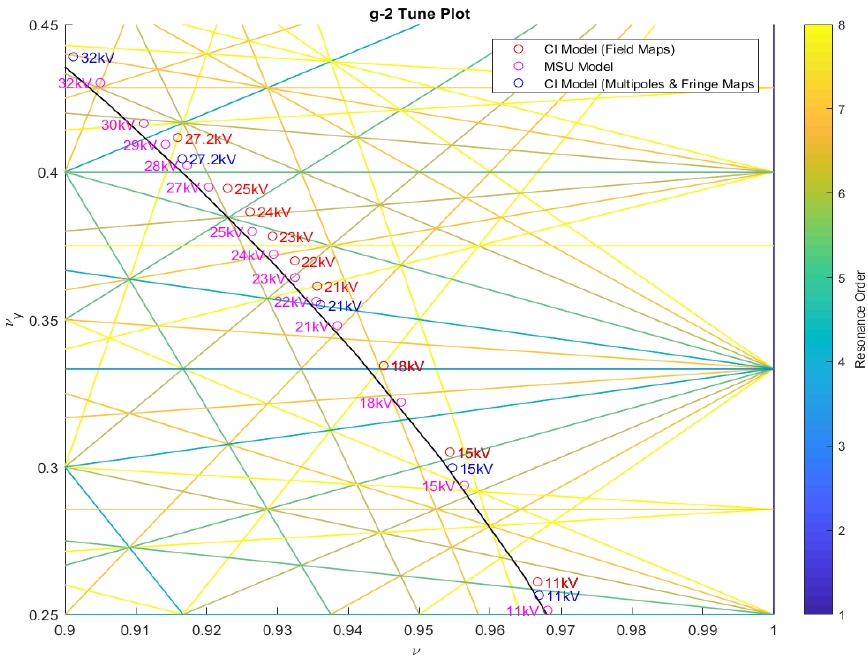 g-2 Tune Plot
0.45
8
CI Model (Field Maps)
MSU Model
CI Model (Multipoles & Fringe Maps)
32kV
32kV
30kV
27.2kV
29kV
27.2kV
28kV
7
0.4
27kV
25kV
24kV
6
25kV
23kV
24kV
22kV
23kV
21kV
5
22kV
21kV
0.35
21kV
ν_y
Resonance Order
18kV
4
18kV
15kV
0.3
15kV
15kV
3
2
11kV
11kV
11kV
0.25
1
0.9
0.91
0.92
0.93
0.94
0.95
0.96
0.97
0.98
0.99
1
ν